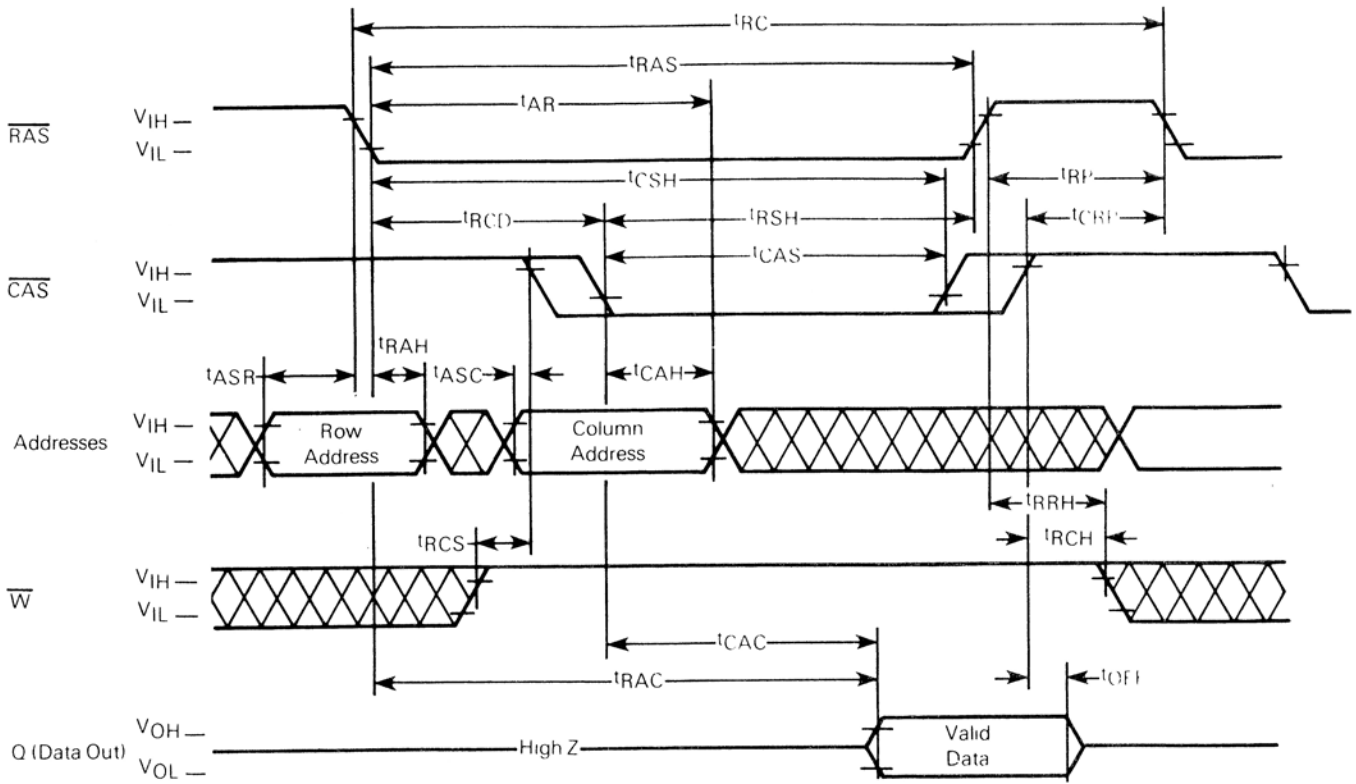 tRC
tRAS
tAR
RAS
VIH
VIL
tCSH
tRP
tRCD
tRSH
tCRP
tCAS
CAS
VIH
VIL
tRAH
tASR
tASC
tCAH
Addresses
VIH
VIL
Row
Address
Column
Address
tRRH
tRCS
tRCH
W
VIH
VIL
tCAC
tRAC
tOFF
Q (Data Out)
VOH
VOL
High Z
Valid
Data